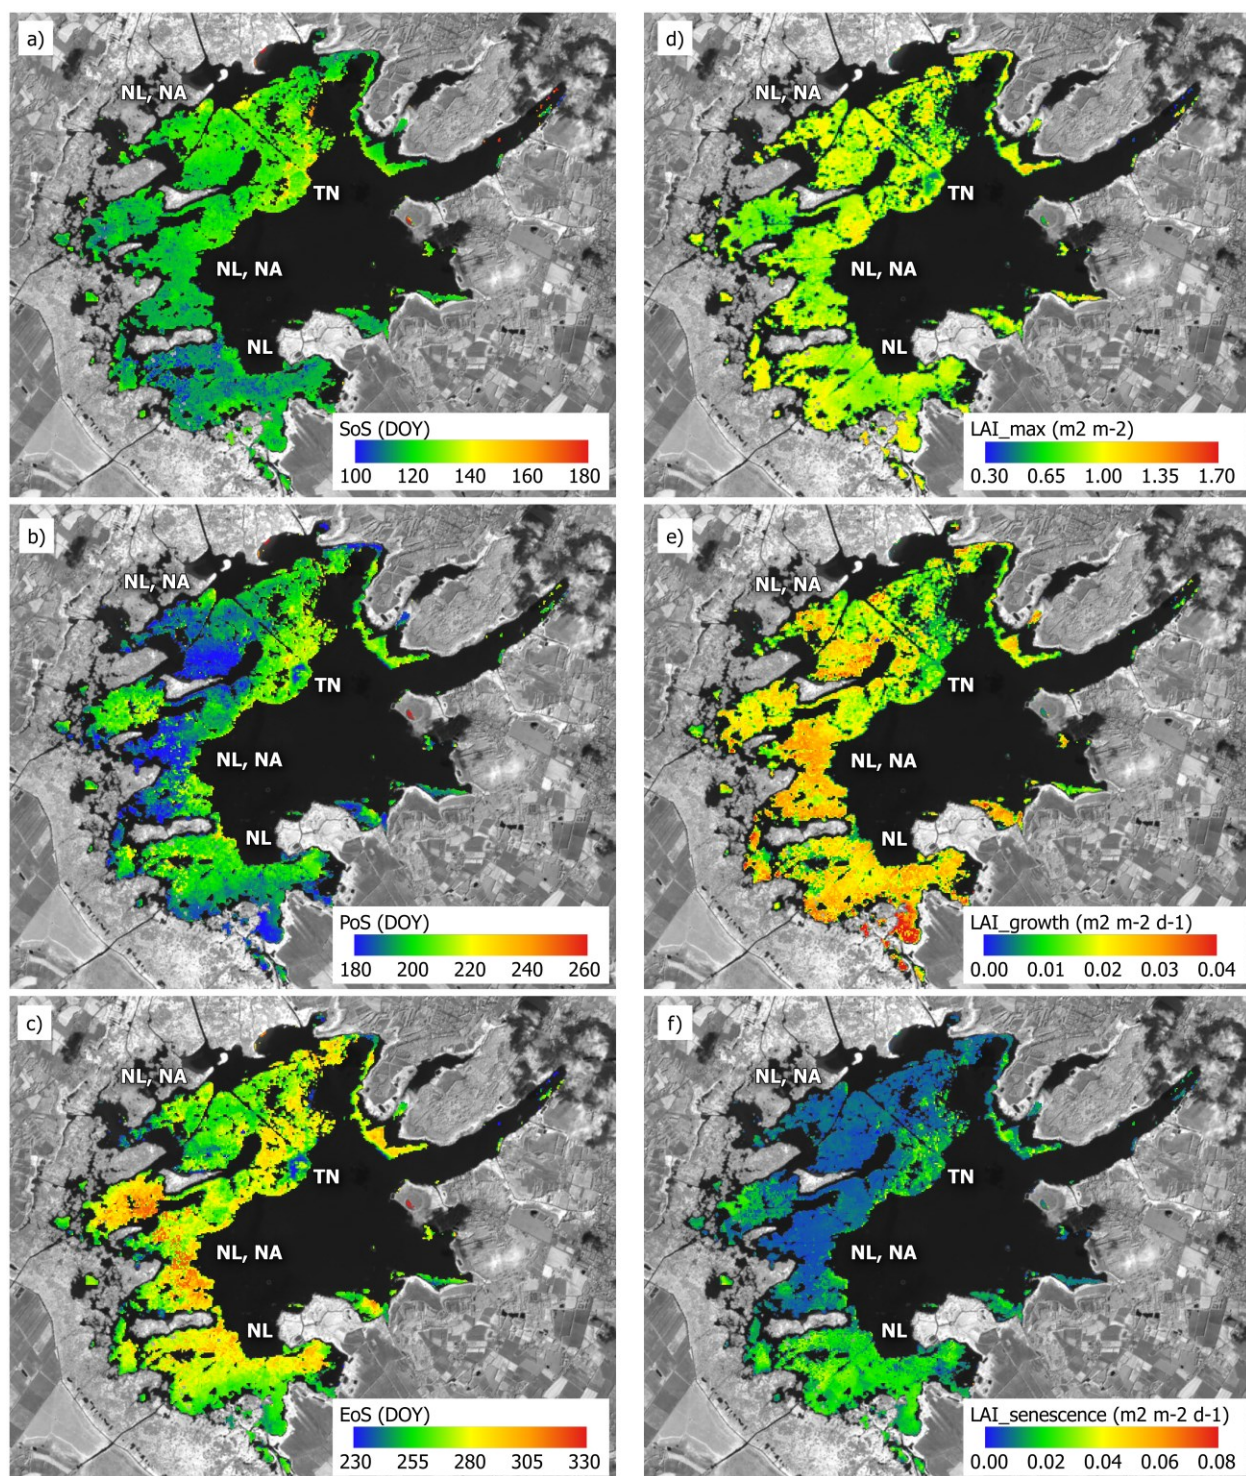 a)
NL, NA
TN
NL, NA
NL
SoS (DOY)
100 120 140 160 180
d)
NL, NA
TN
NL, NA
NL
LAI_max (m2 m-2)
0.30 0.65 1.00 1.35 1.70
b)
NL, NA
TN
NL, NA
NL
PoS (DOY)
180 200 220 240 260
e)
NL, NA
TN
NL, NA
NL
LAI_growth (m2 m-2 d-1)
0.00 0.01 0.02 0.03 0.04
c)
NL, NA
TN
NL, NA
NL
EoS (DOY)
230 255 280 305 330
f)
NL, NA
TN
NL, NA
NL
LAI_senescence (m2 m-2 d-1)
0.00 0.02 0.04 0.06 0.08